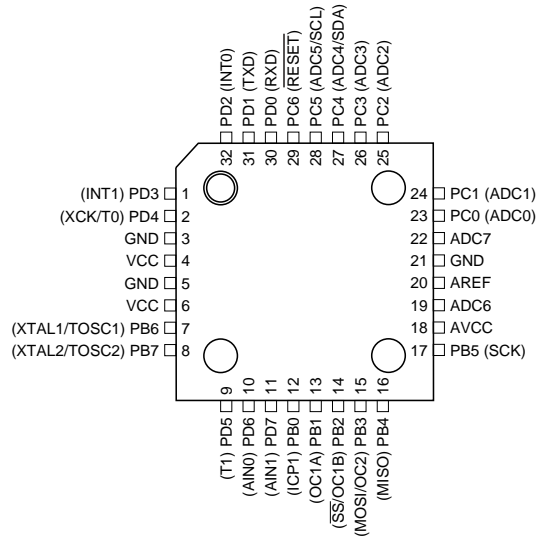 PD2 (INT0)
PD1 (TXD)
PD0 (RXD)
PC6 (RESET)
PC5 (ADC5/SCL)
PC4 (ADC4/SDA)
PC3 (ADC3)
PC2 (ADC2)
32
31
30
29
28
27
26
25
(INT1) PD3 1
(XCK/T0) PD4 2
GND 3
VCC 4
GND 5
VCC 6
(XTAL1/TOSC1) PB6 7
(XTAL2/TOSC2) PB7 8
24 PC1 (ADC1)
23 PC0 (ADC0)
22 ADC7
21 GND
20 AREF
19 ADC6
18 AVCC
17 PB5 (SCK)
9
10
11
12
13
14
15
16
(T1) PD5
(AIN0) PD6
(AIN1) PD7
(ICP1) PB0
(OC1A) PB1
(SS/OC1B) PB2
(MOSI/OC2) PB3
(MISO) PB4